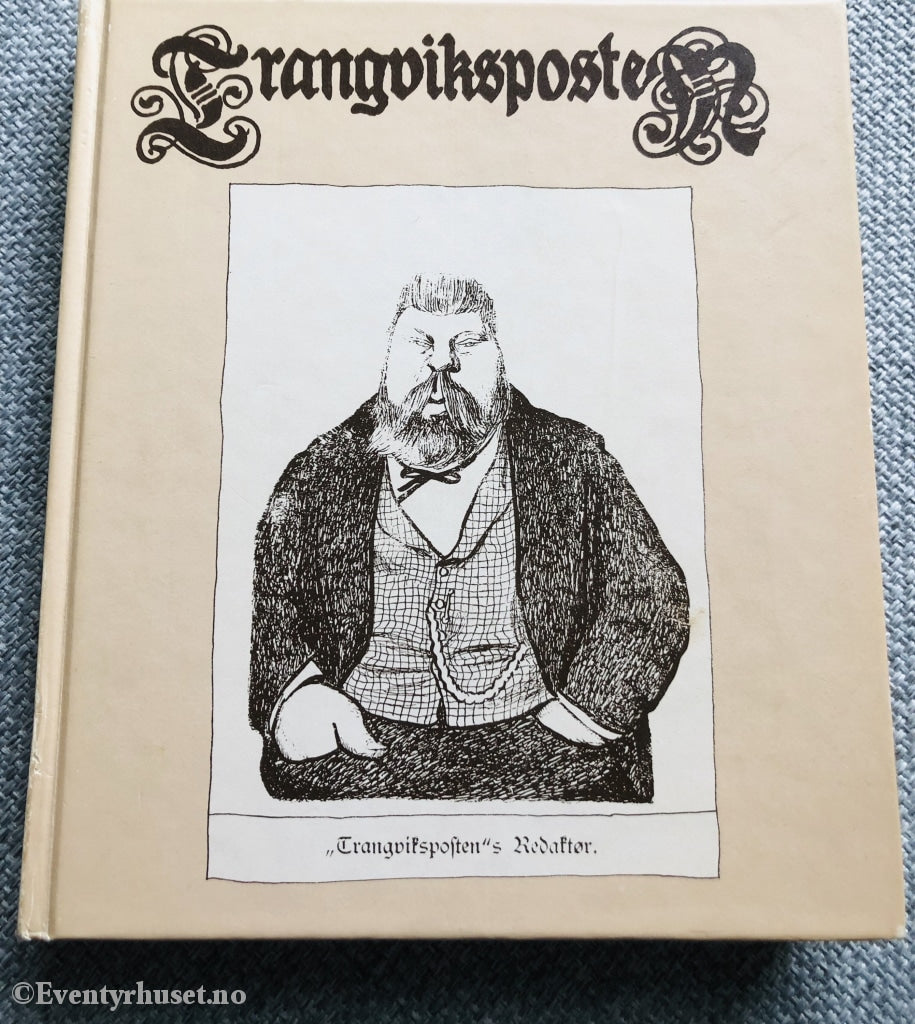 TrangviksposteN
„Trangviksposten“s Redaktør.
©Eventyrhuset.no